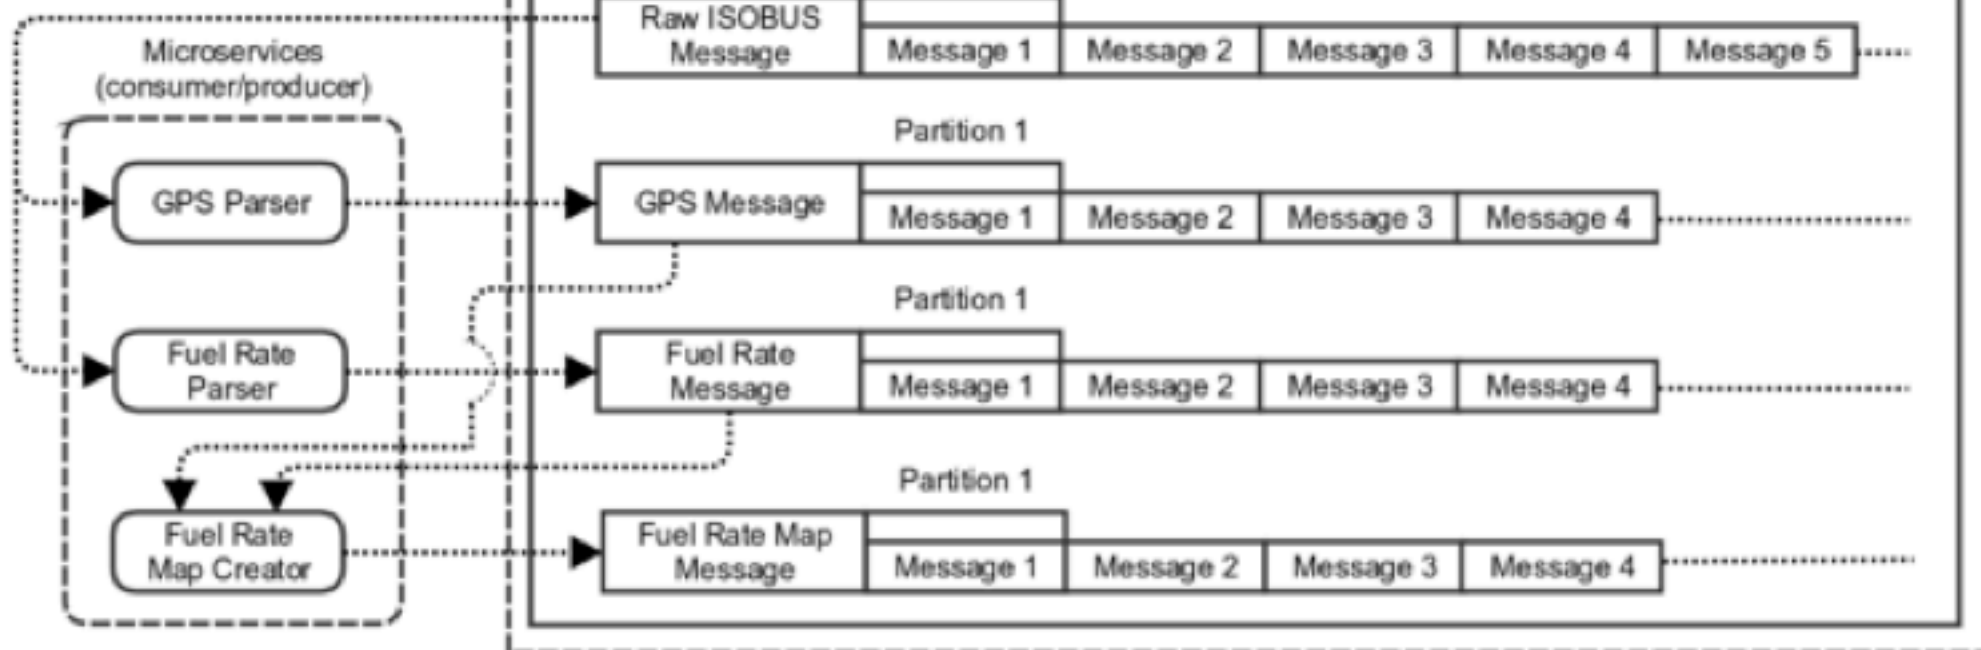 Raw ISOBUS
Message
Message 1 Message 2 Message 3 Message 4 Message 5
Microservices
(consumer/producer)
Partition 1
GPS Parser
GPS Message
Message 1 Message 2 Message 3 Message 4
Partition 1
Fuel Rate
Parser
Fuel Rate
Message
Message 1 Message 2 Message 3 Message 4
Partition 1
Fuel Rate
Map Creator
Fuel Rate Map
Message
Message 1 Message 2 Message 3 Message 4